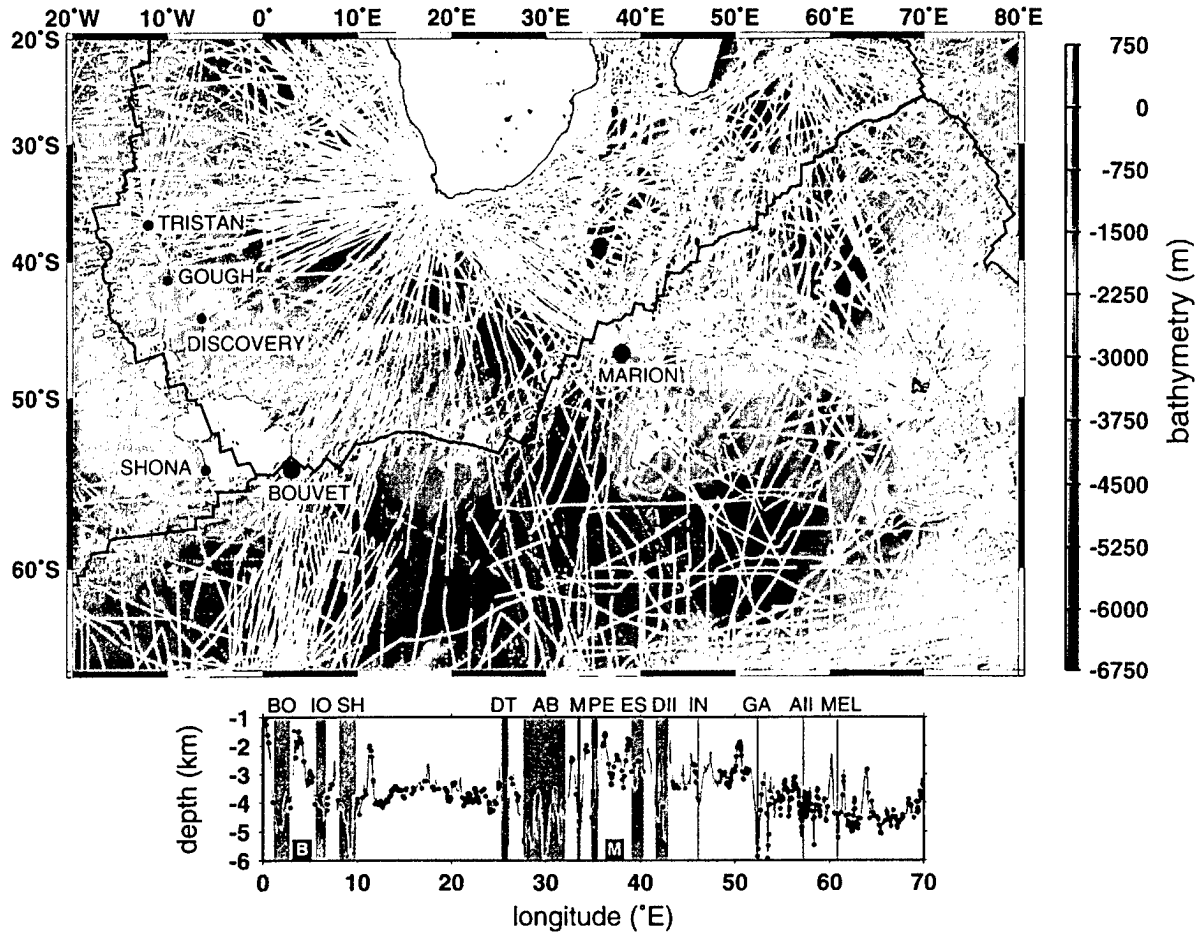 20˚W 10˚W 0˚ 10˚E 20˚E 30˚E 40˚E 50˚E 60˚E 70˚E 80˚E
20˚S
30˚S
40˚S
50˚S
60˚S
TRISTAN
GOUGH
DISCOVERY
MARION
SHONA
BOUVET
750
0
-750
-1500
-2250
-3000
-3750
-4500
-5250
-6000
-6750
bathymetry (m)
BO IO SH DT AB M PE ES DII IN GA AII MEL
-1
-2
-3
-4
-5
-6
depth (km)
B M
0 10 20 30 40 50 60 70
longitude (˚E)